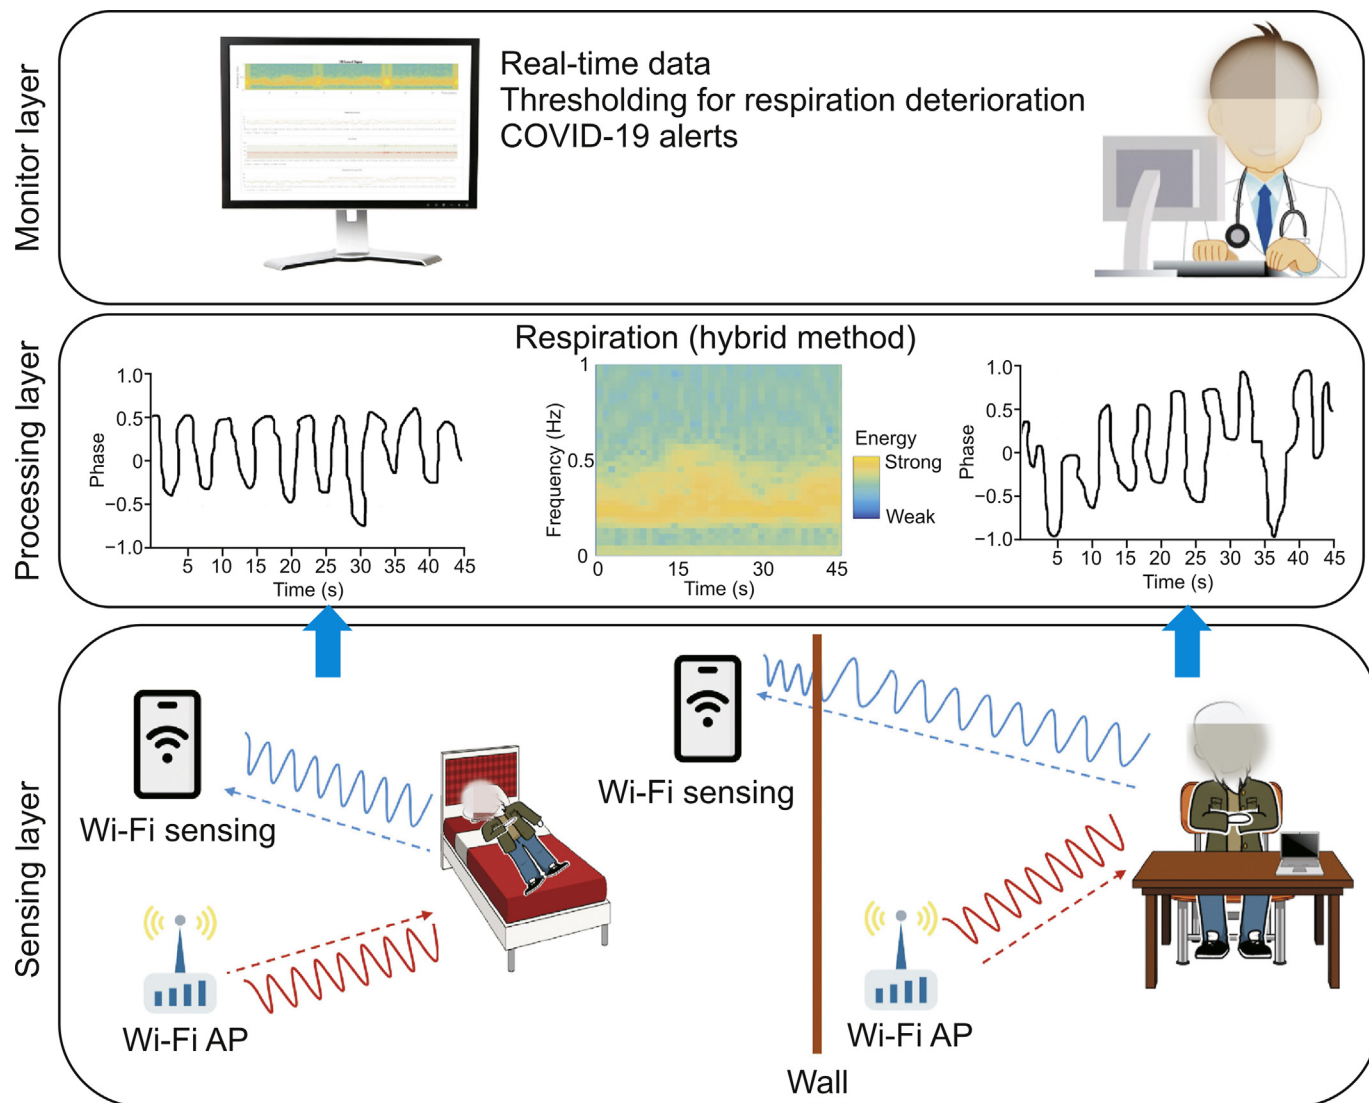 Monitor layer
Real-time data
Thresholding for respiration deterioration
COVID-19 alerts
Processing layer
Respiration (hybrid method)
Phase
1.0
0.5
0
−0.5
−1.0
5 10 15 20 25 30 35 40 45
Time (s)
Frequency (Hz)
1
0.5
0
0 15 30 45
Time (s)
Energy
Strong
Weak
Phase
1.0
0.5
0
−0.5
−1.0
5 10 15 20 25 30 35 40 45
Time (s)
Sensing layer
Wi-Fi sensing
Wi-Fi AP
Wi-Fi sensing
Wi-Fi AP
Wall